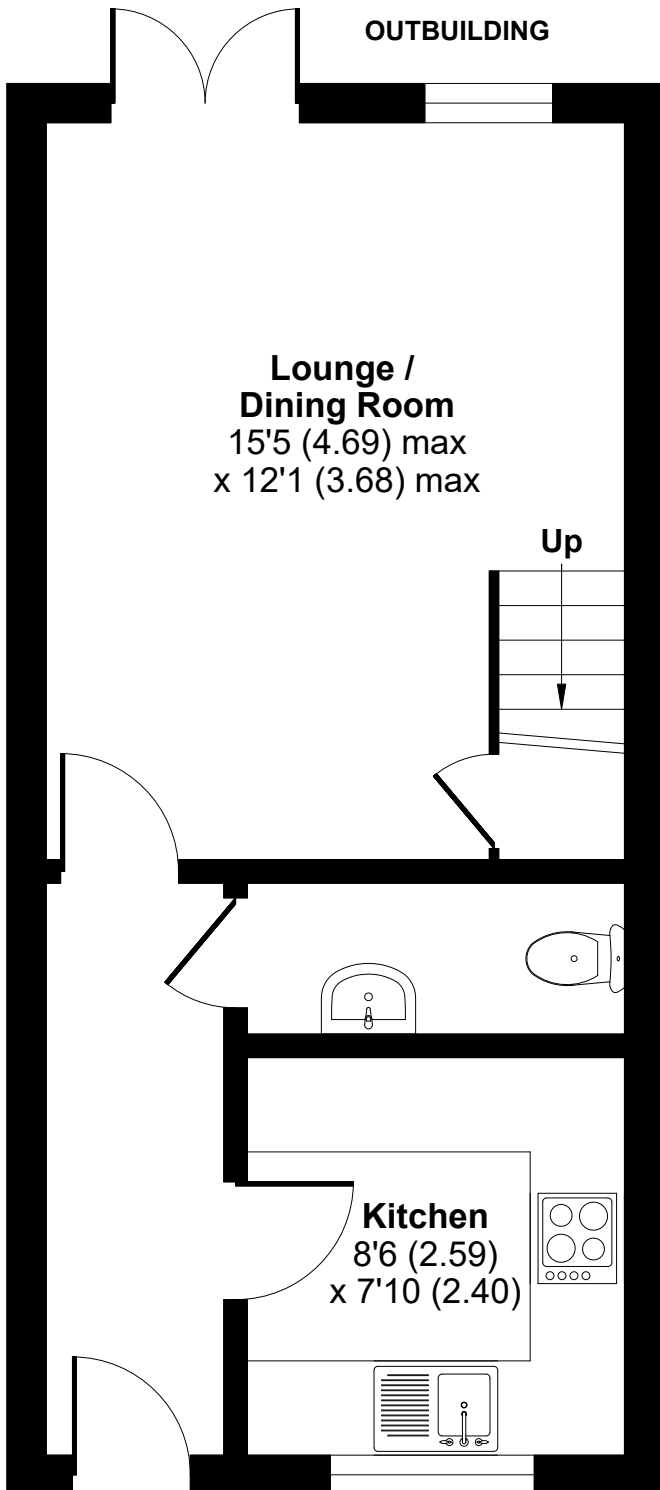 OUTBUILDING
Lounge /
Dining Room
15'5 (4.69) max
x 12'1 (3.68) max
Up
Kitchen
8'6 (2.59)
x 7'10 (2.40)